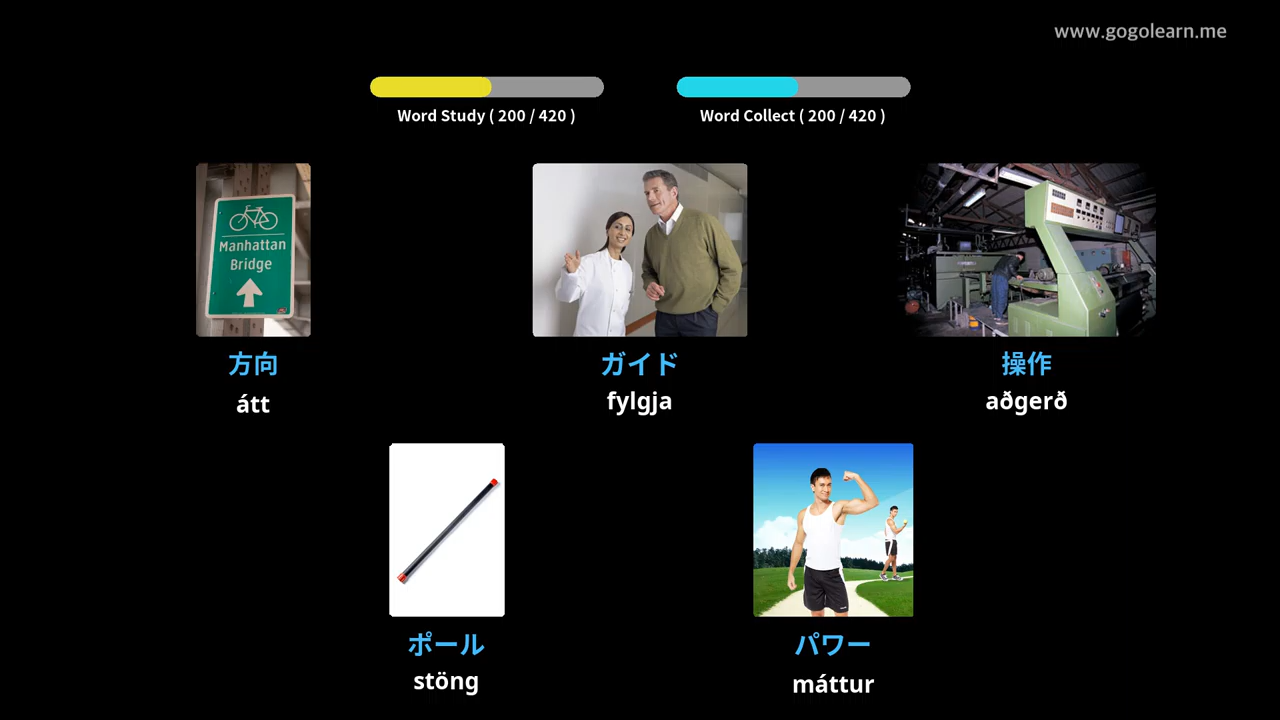 www.gogolearn.me
Word Study ( 200 / 420 )
Word Collect ( 200 / 420 )
Manhattan
Bridge
方向
ガイド
操作
átt
fylgja
aðgerð
ポール
パワー
stöng
máttur